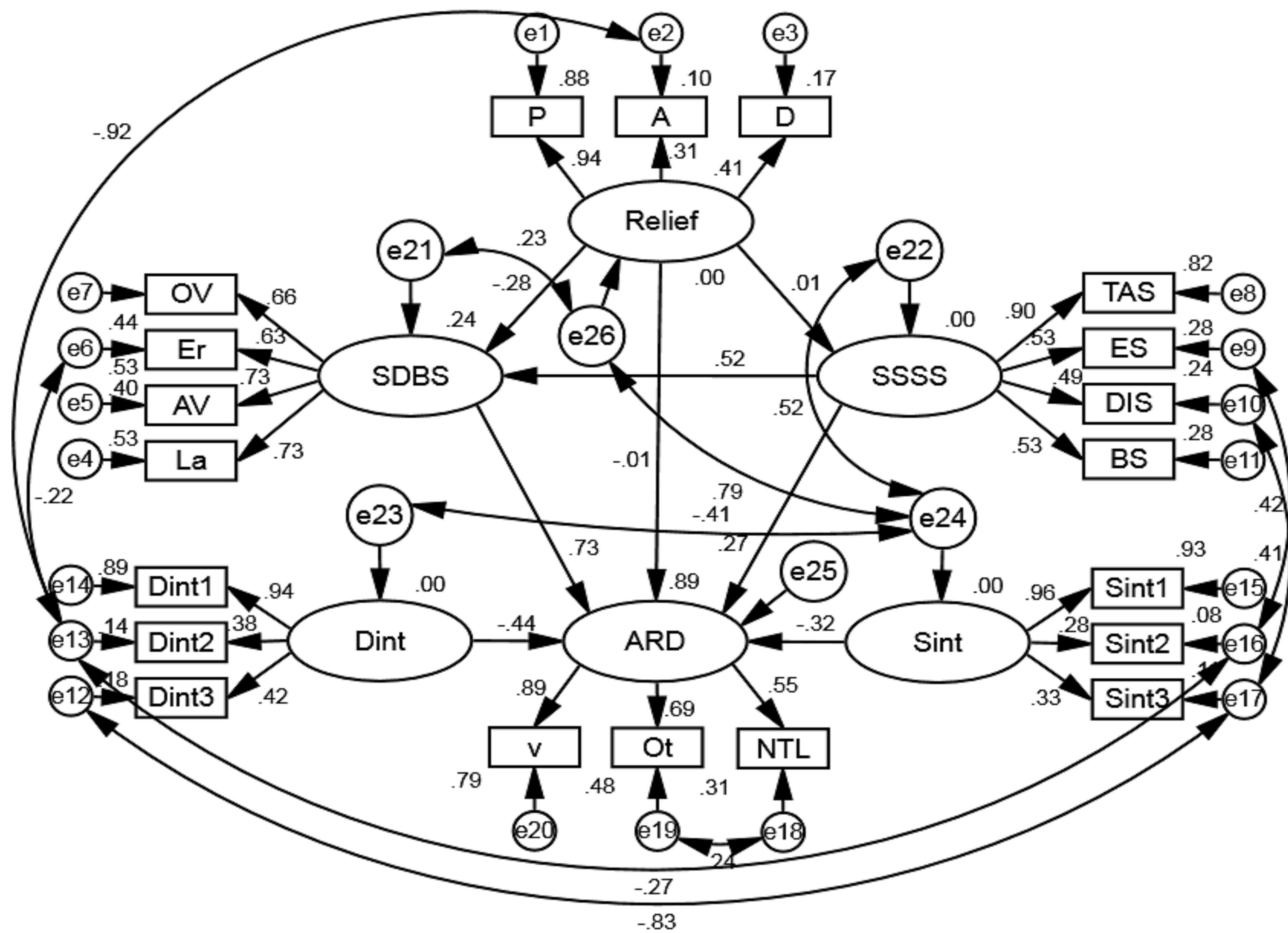 e1 e2 e3
.88 .10 .17
P A D
-.92
.94 .31 .41
Relief
e21 .23 e22
-.28 .00 .01
e7 OV .66 .82
TAS e8
.24 e26 .00 .90
e6 .44 Er .63 .53 ES .28 e9
.53 SDBS .52 SSSS .24
e5 .40 AV .73 .49 DIS e10
.52
e4 .53 La .73 .53 BS .28 e11
-.01
-.22 .79
e23 -.41 e24 .42
.73 .27
e25 .93 .41
e14 .89 Dint1 .94 .00 .89 .00 .96 Sint1 e15
e13 .14 Dint2 .38 Dint -.44 ARD -.32 Sint .28 Sint2 .08 e16
e12 .18 Dint3 .42 .33 Sint3 e17
.89 .69 .55
v Ot NTL
.79 .48 .31
e20 e19 e18
.24
-.27
-.83